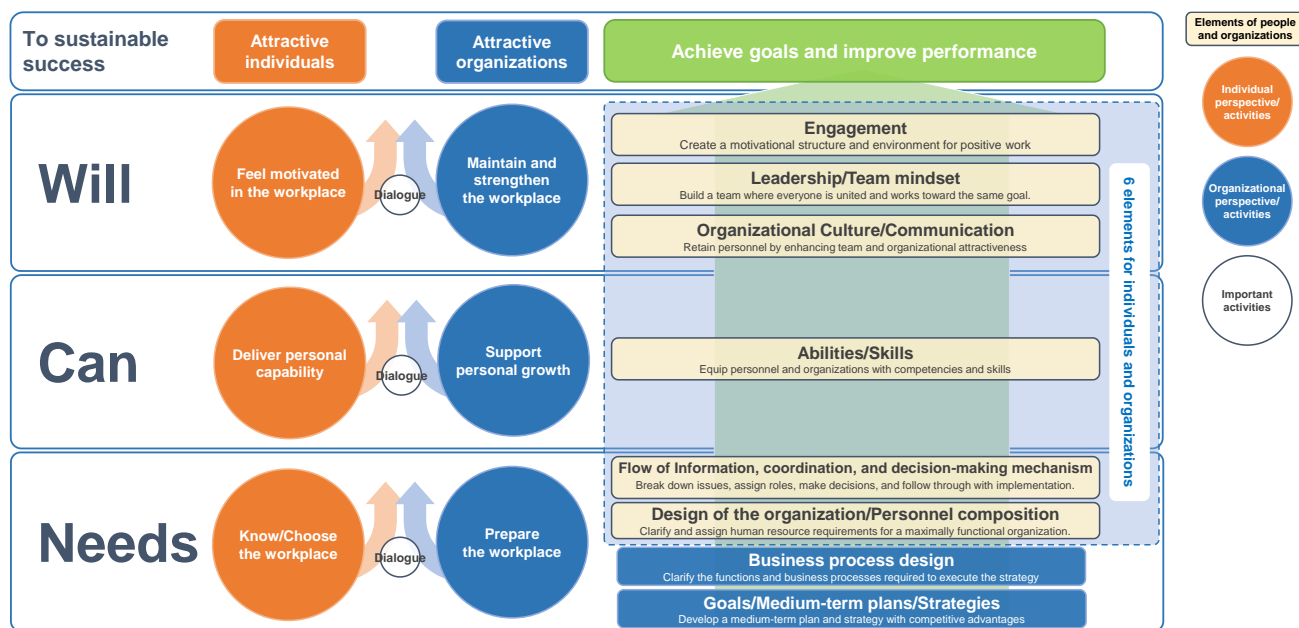 To sustainable
success
Attractive
individuals
Attractive
organizations
Achieve goals and improve performance
Elements of people
and organizations
Individual
perspective/
activities
Organizational
perspective/
activities
Important
activities
Will
Feel motivated
in the workplace
Dialogue
Maintain and
strengthen
the workplace
Engagement
Create a motivational structure and environment for positive work
Leadership/Team mindset
Build a team where everyone is united and works toward the same goal.
Organizational Culture/Communication
Retain personnel by enhancing team and organizational attractiveness
6 elements for individuals and organizations
Can
Deliver personal
capability
Dialogue
Support
personal growth
Abilities/Skills
Equip personnel and organizations with competencies and skills
Needs
Know/Choose
the workplace
Dialogue
Prepare
the workplace
Flow of Information, coordination, and decision-making mechanism
Break down issues, assign roles, make decisions, and follow through with implementation.
Design of the organization/Personnel composition
Clarify and assign human resource requirements for a maximally functional organization.
Business process design
Clarify the functions and business processes required to execute the strategy
Goals/Medium-term plans/Strategies
Develop a medium-term plan and strategy with competitive advantages